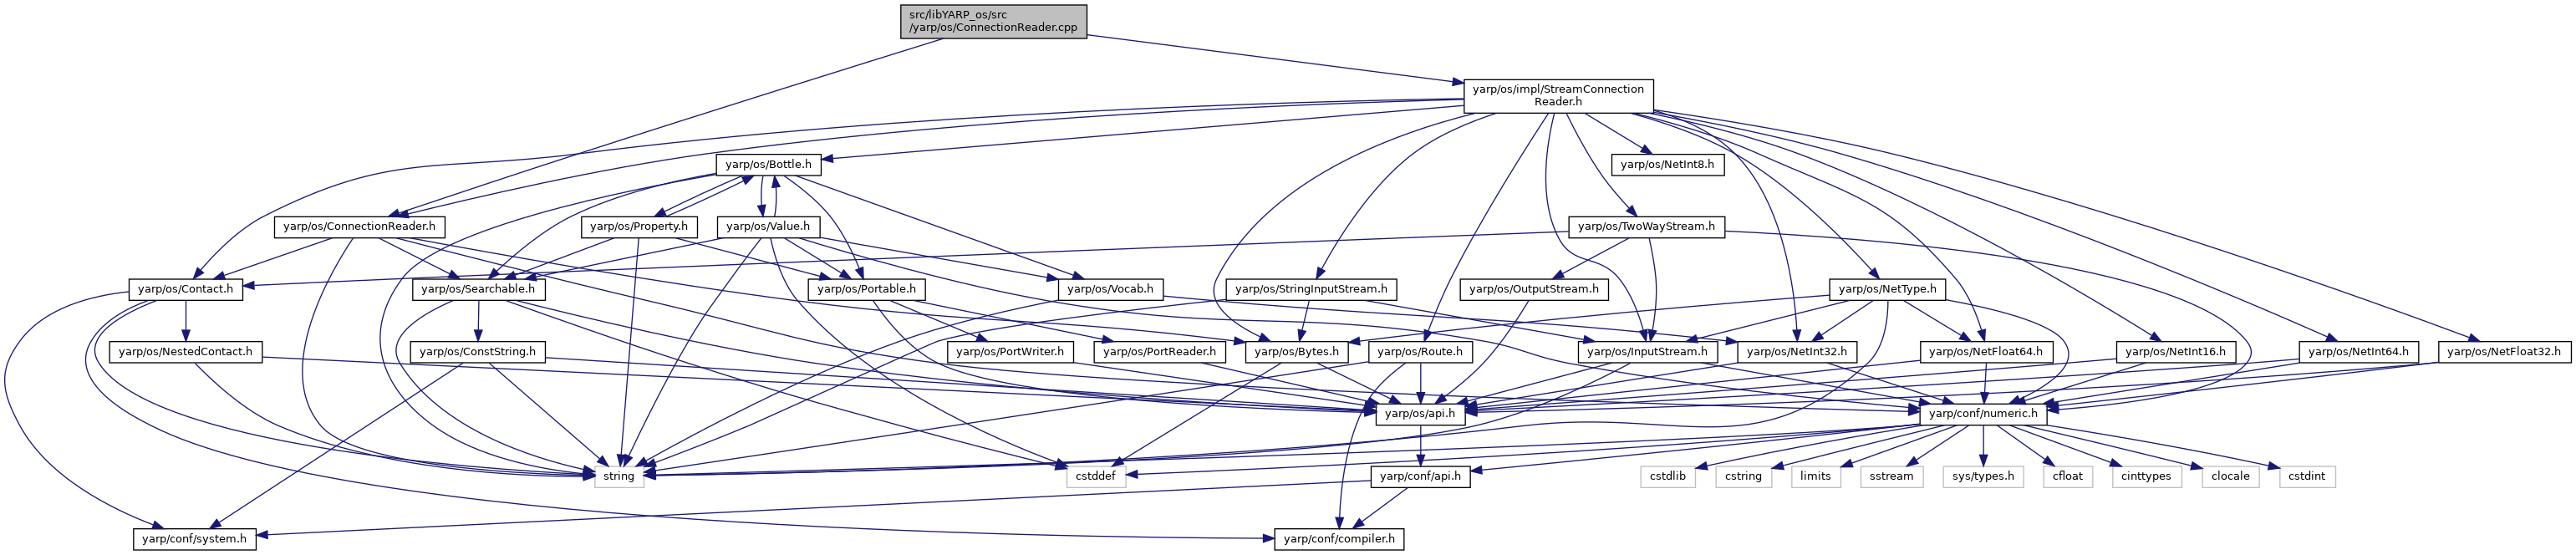 src/libYARP_os/src
/yarp/os/ConnectionReader.cpp
yarp/os/impl/StreamConnection
Reader.h
yarp/os/Bottle.h
yarp/os/NetInt8.h
yarp/os/ConnectionReader.h
yarp/os/Property.h
yarp/os/Value.h
yarp/os/TwoWayStream.h
yarp/os/Contact.h
yarp/os/Searchable.h
yarp/os/Portable.h
yarp/os/Vocab.h
yarp/os/StringInputStream.h
yarp/os/OutputStream.h
yarp/os/NetType.h
yarp/os/NestedContact.h
yarp/os/ConstString.h
yarp/os/PortWriter.h
yarp/os/PortReader.h
yarp/os/Bytes.h
yarp/os/Route.h
yarp/os/InputStream.h
yarp/os/NetInt32.h
yarp/os/NetFloat64.h
yarp/os/NetInt16.h
yarp/os/NetInt64.h
yarp/os/NetFloat32.h
yarp/os/api.h
yarp/conf/numeric.h
string
cstddef
yarp/conf/api.h
cstdlib
cstring
limits
sstream
sys/types.h
cfloat
cinttypes
clocale
cstdint
yarp/conf/system.h
yarp/conf/compiler.h